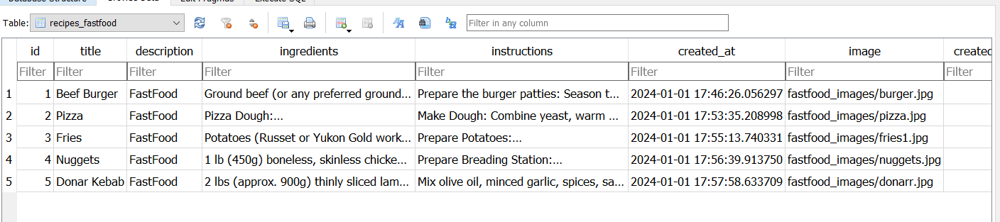 Database Structure Browse Data Edit Pragmas Execute SQL
Table: recipes_fastfood Filter in any column
id title description ingredients instructions created_at image created
Filter Filter Filter Filter Filter Filter Filter Filter
1 1 Beef Burger FastFood Ground beef (or any preferred ground... Prepare the burger patties: Season t... 2024-01-01 17:46:26.056297 fastfood_images/burger.jpg
2 2 Pizza FastFood Pizza Dough:... Make Dough: Combine yeast, warm ... 2024-01-01 17:53:35.208998 fastfood_images/pizza.jpg
3 3 Fries FastFood Potatoes (Russet or Yukon Gold work... Prepare Potatoes:... 2024-01-01 17:55:13.740331 fastfood_images/fries1.jpg
4 4 Nuggets FastFood 1 lb (450g) boneless, skinless chicke... Prepare Breading Station:... 2024-01-01 17:56:39.913750 fastfood_images/nuggets.jpg
5 5 Donar Kebab FastFood 2 lbs (approx. 900g) thinly sliced lam... Mix olive oil, minced garlic, spices, sa... 2024-01-01 17:57:58.633709 fastfood_images/donarr.jpg